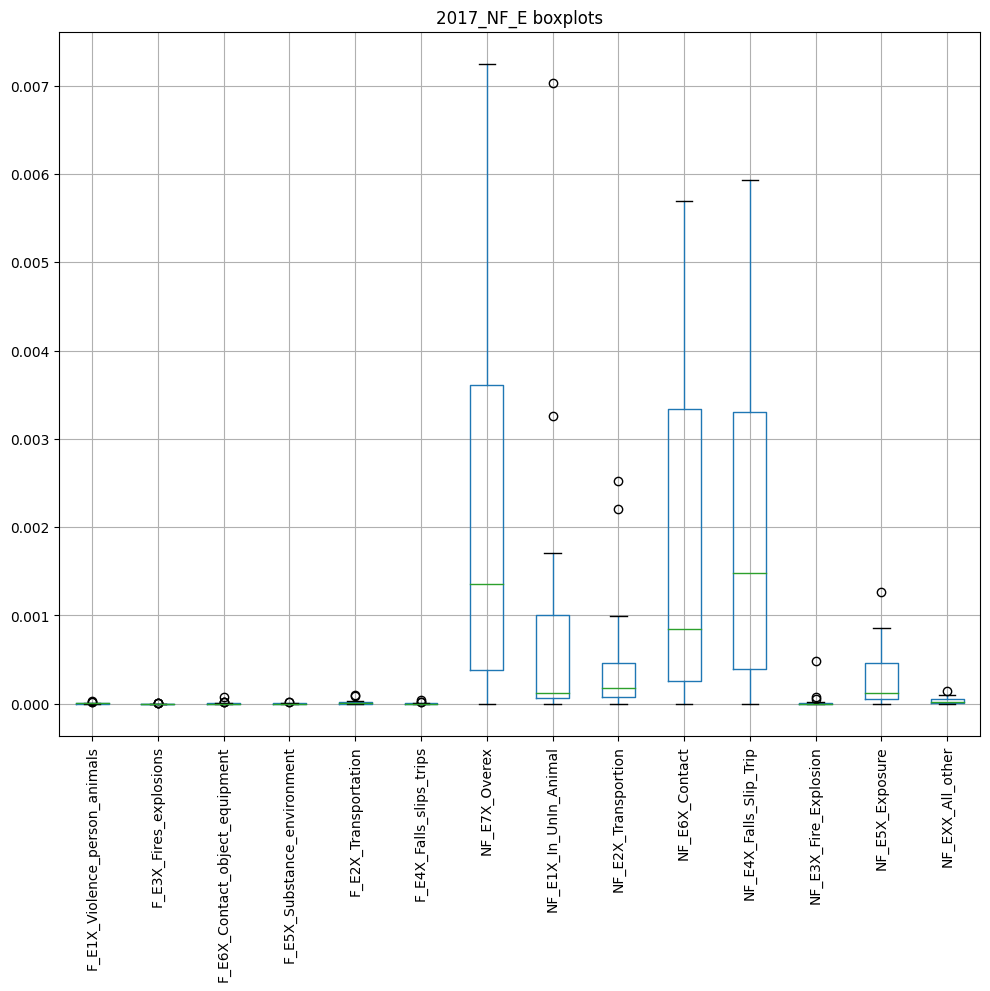 2017_NF_E boxplots
0.007
0.006
0.005
0.004
0.003
0.002
0.001
0.000
F_E1X_Violence_person_animals
F_E3X_Fires_explosions
F_E6X_Contact_object_equipment
F_E5X_Substance_environment
F_E2X_Transportation
F_E4X_Falls_slips_trips
NF_E7X_Overex
NF_E1X_In_UnIn_Animal
NF_E2X_Transportion
NF_E6X_Contact
NF_E4X_Falls_Slip_Trip
NF_E3X_Fire_Explosion
NF_E5X_Exposure
NF_EXX_All_other